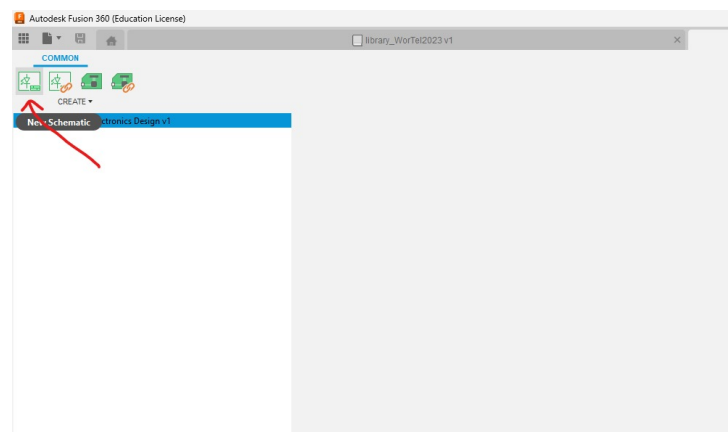 Autodesk Fusion 360 (Education License)
library_WorTel2023 v1
COMMON
CREATE
New Schematic
ctronics Design v1